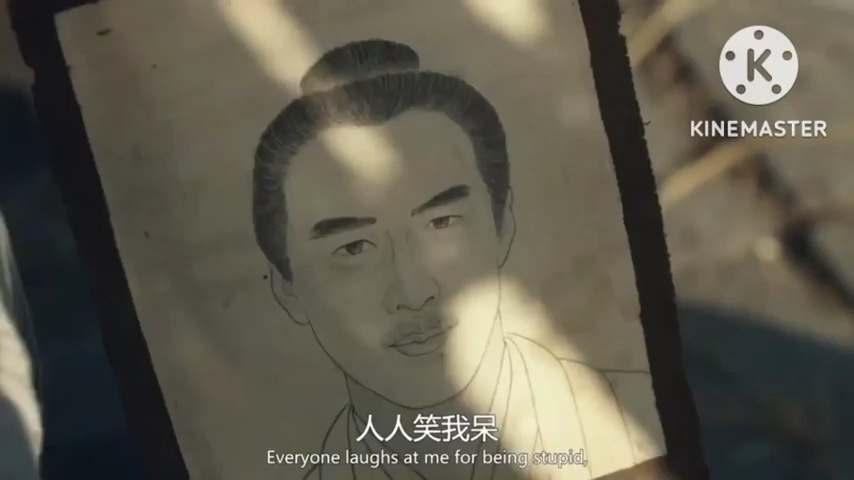 K
KINEMASTER
人人笑我呆
Everyone laughs at me for being stupid,